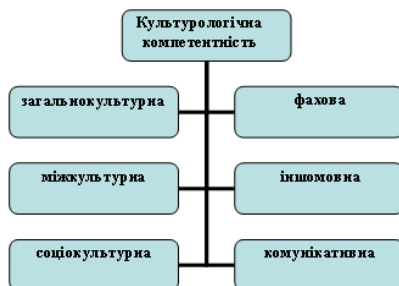 Культурологічна
компетентність
загальнокультурна
фахова
міжкультурна
іншомовна
соціокультурна
комунікативна